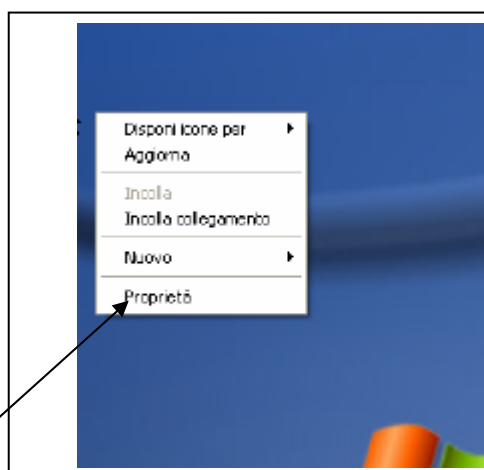 Disponi icone per
Aggiorna
Incolla
Incolla collegamento
Nuovo
Proprietà